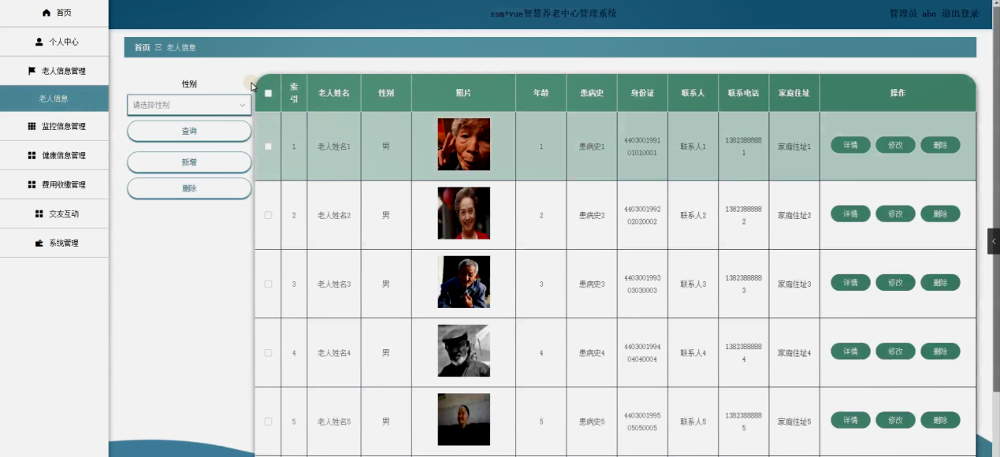 ssm+vue智慧养老中心管理系统
管理员 abo 退出登录
首页
个人中心
老人信息管理
老人信息
监控信息管理
健康信息管理
费用收缴管理
交友互动
系统管理
首页 老人信息
性别
请选择性别
查询
新增
删除
索引 老人姓名 性别 照片 年龄 患病史 身份证 联系人 联系电话 家庭住址 操作
1 老人姓名1 男 1 患病史1 440300199101010001 联系人1 13823888881 家庭住址1 详情 修改 删除
2 老人姓名2 男 2 患病史2 440300199202020002 联系人2 13823888882 家庭住址2 详情 修改 删除
3 老人姓名3 男 3 患病史3 440300199303030003 联系人3 13823888883 家庭住址3 详情 修改 删除
4 老人姓名4 男 4 患病史4 440300199404040004 联系人4 13823888884 家庭住址4 详情 修改 删除
5 老人姓名5 男 5 患病史5 440300199505050005 联系人5 13823888885 家庭住址5 详情 修改 删除